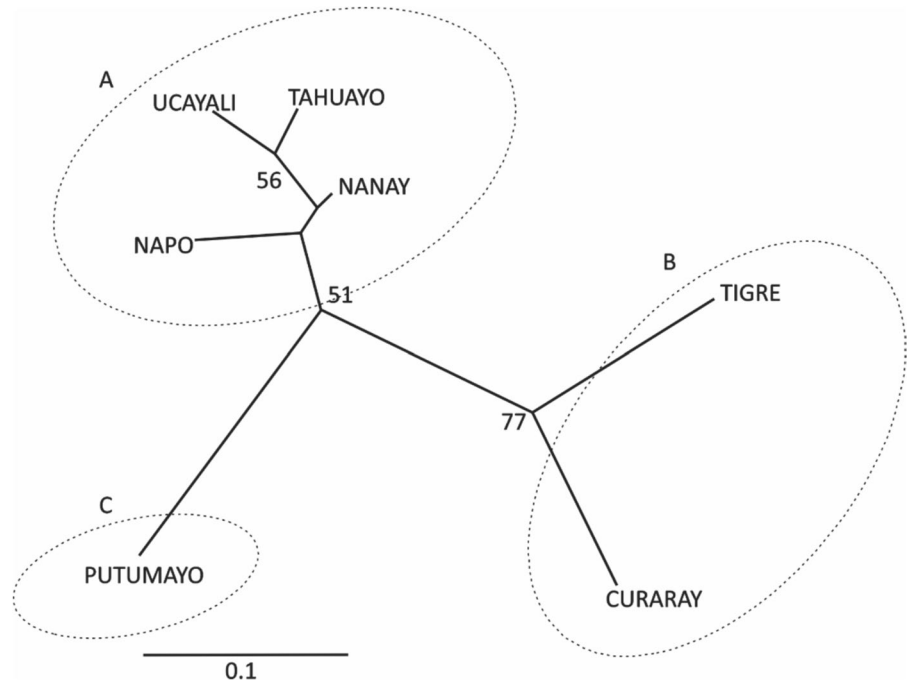 A
UCAYALI
TAHUAYO
56
NANAY
NAPO
B
51
TIGRE
77
C
PUTUMAYO
CURARAY
0.1